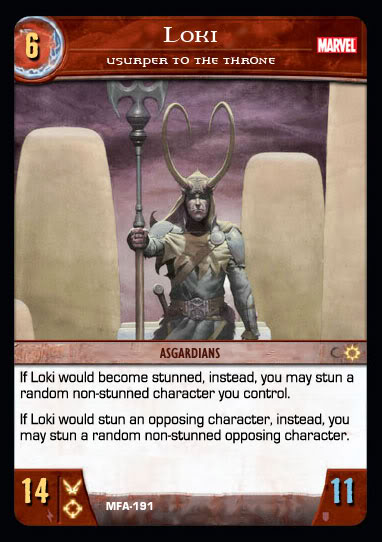 6
Loki
USURPER TO THE THRONE
MARVEL
ASGARDIANS
If Loki would become stunned, instead, you may stun a
random non-stunned character you control.
If Loki would stun an opposing character, instead, you
may stun a random non-stunned opposing character.
14
MFA-191
11